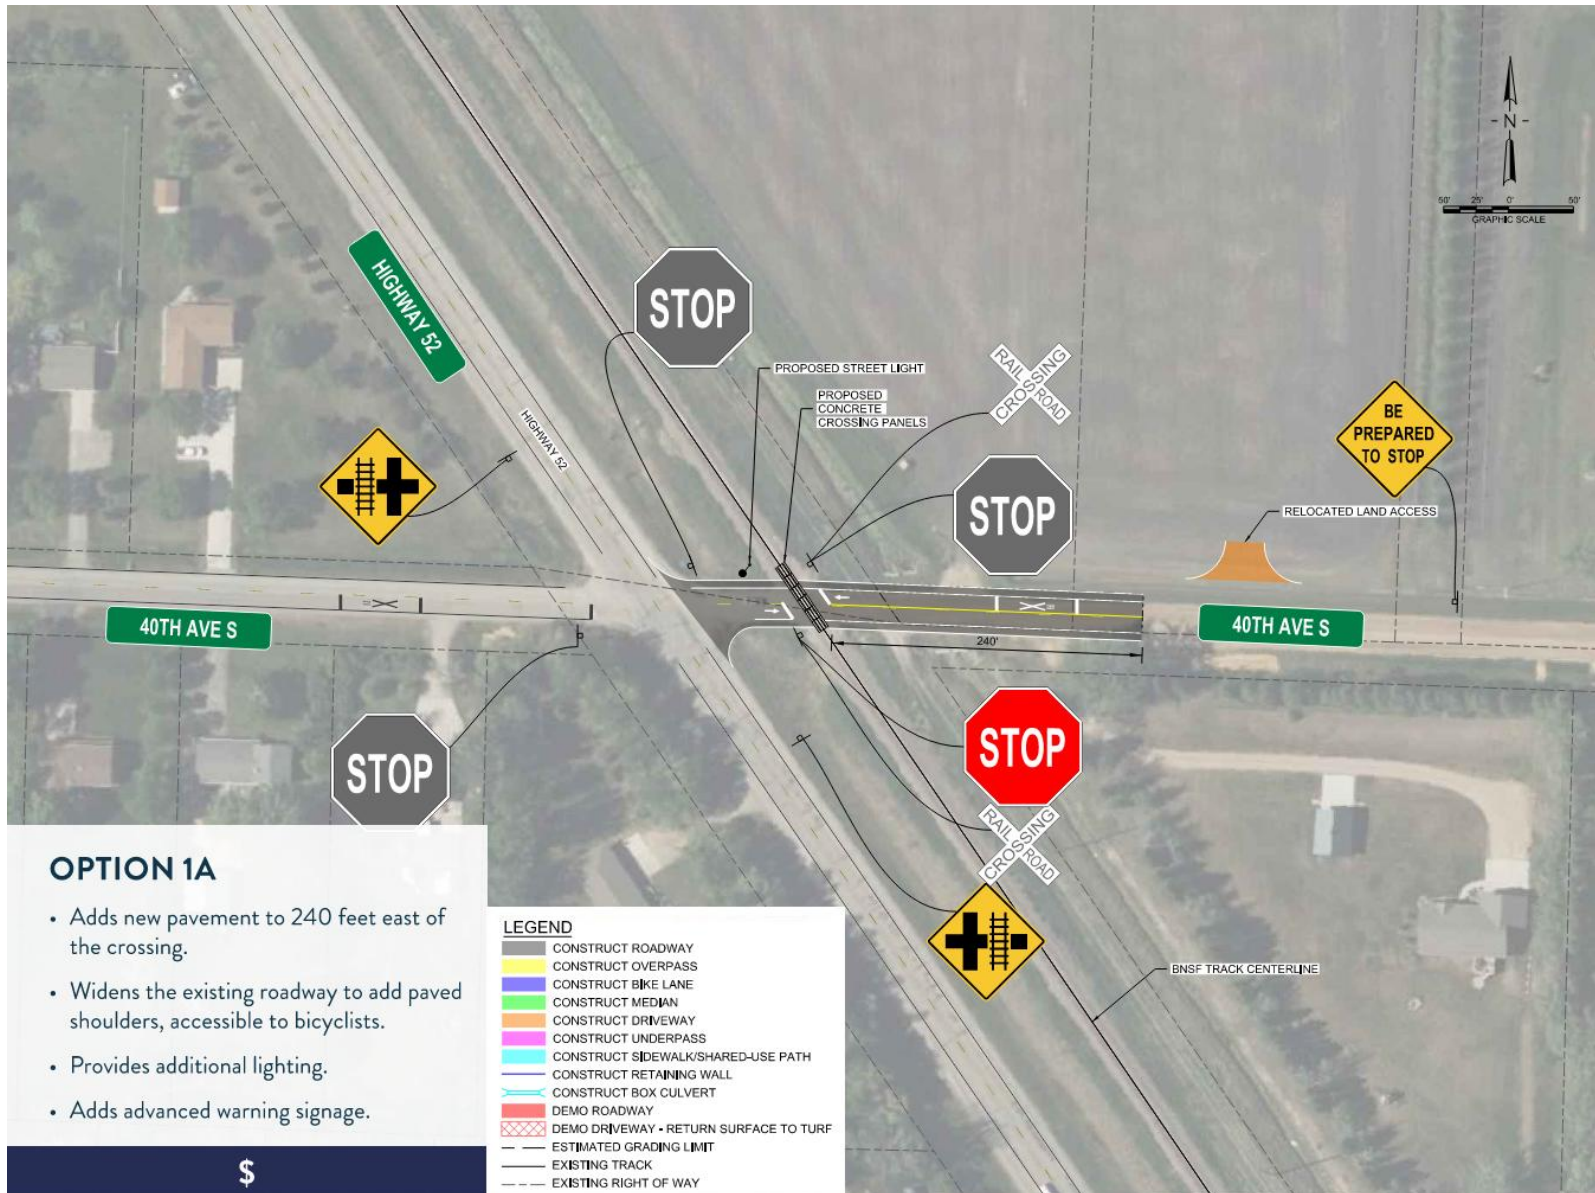 - N -
50' 25' 0' 50'
GRAPHIC SCALE
HIGHWAY 52
STOP
PROPOSED STREET LIGHT
RAIL ROAD
CROSSING
PROPOSED
CONCRETE
CROSSING PANELS
HIGHWAY 52
BE
PREPARED
TO STOP
STOP
RELOCATED LAND ACCESS
40TH AVE S
40TH AVE S
240'
STOP
STOP
RAIL ROAD
CROSSING
BNSF TRACK CENTERLINE
OPTION 1A
• Adds new pavement to 240 feet east of
the crossing.
• Widens the existing roadway to add paved
shoulders, accessible to bicyclists.
• Provides additional lighting.
• Adds advanced warning signage.
$
LEGEND
CONSTRUCT ROADWAY
CONSTRUCT OVERPASS
CONSTRUCT BIKE LANE
CONSTRUCT MEDIAN
CONSTRUCT DRIVEWAY
CONSTRUCT UNDERPASS
CONSTRUCT SIDEWALK/SHARED-USE PATH
CONSTRUCT RETAINING WALL
CONSTRUCT BOX CULVERT
DEMO ROADWAY
DEMO DRIVEWAY - RETURN SURFACE TO TURF
ESTIMATED GRADING LIMIT
EXISTING TRACK
EXISTING RIGHT OF WAY